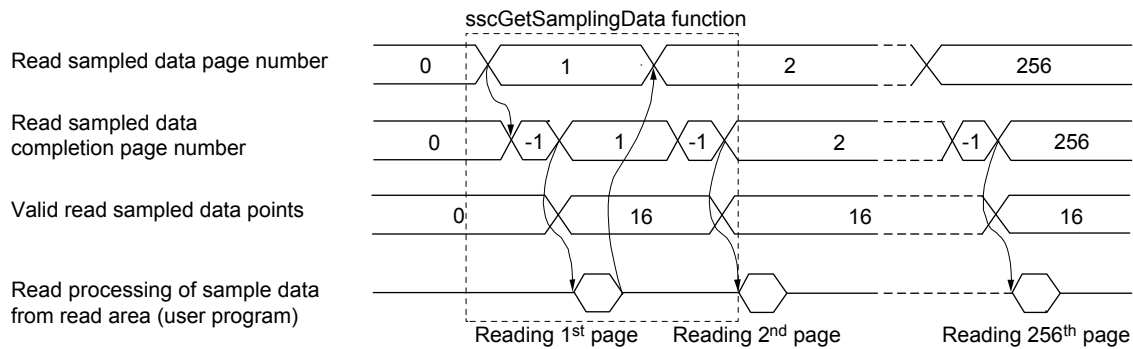 sscGetSamplingData function
Read sampled data page number
0 1 2 256
Read sampled data
completion page number
0 -1 1 -1 2 -1 256
Valid read sampled data points
0 16 16 16
Read processing of sample data
from read area (user program)
Reading 1st page Reading 2nd page Reading 256th page